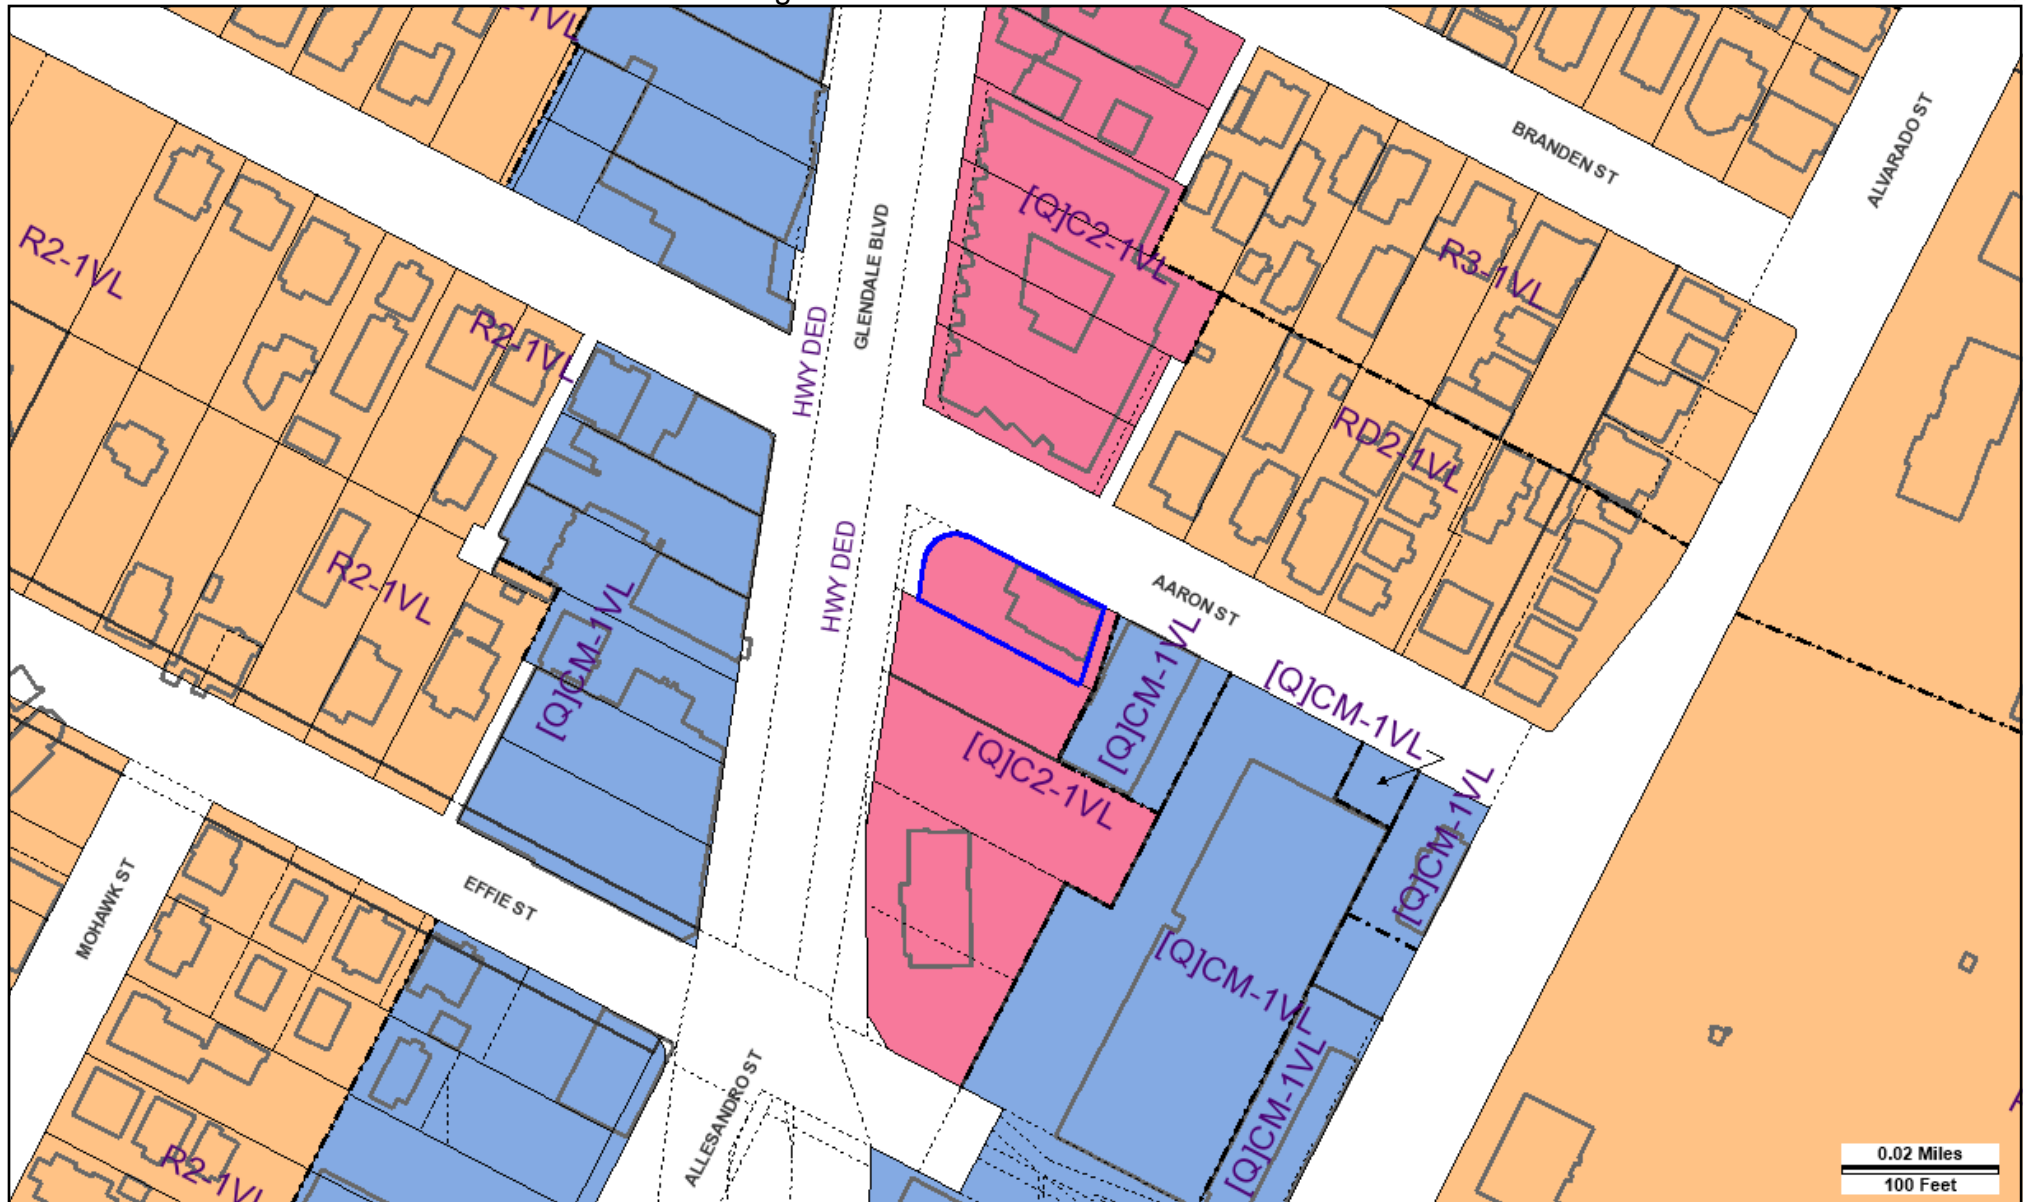 R2-1VL
[Q]C2-1VL
BRANDEN ST
ALVARADO ST
R2-1VL
GLENDALE BLVD
R3-1VL
R2-1VL
HWY DED
RD2-1VL
HWY DED
R2-1VL
AARON ST
[Q]CM-1VL
[Q]CM-1VL
[Q]CM-1VL
[Q]C2-1VL
[Q]CM-1VL
MOHAWK ST
EFFIE ST
[Q]CM-1VL
ALLESANDRO ST
[Q]CM-1VL
R2-1VL
0.02 Miles
100 Feet